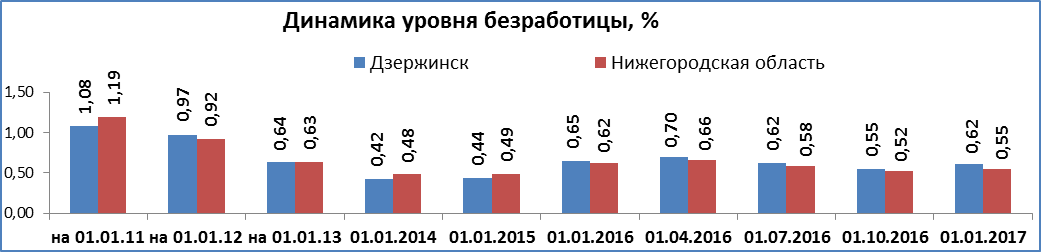 Динамика уровня безработицы, %
Дзержинск Нижегородская область
1,50
1,00
0,50
0,00
1,08 1,19 0,97 0,92 0,64 0,63 0,42 0,48 0,44 0,49 0,65 0,62 0,70 0,66 0,62 0,58 0,55 0,52 0,62 0,55
на 01.01.11 на 01.01.12 на 01.01.13 01.01.2014 01.01.2015 01.01.2016 01.04.2016 01.07.2016 01.10.2016 01.01.2017